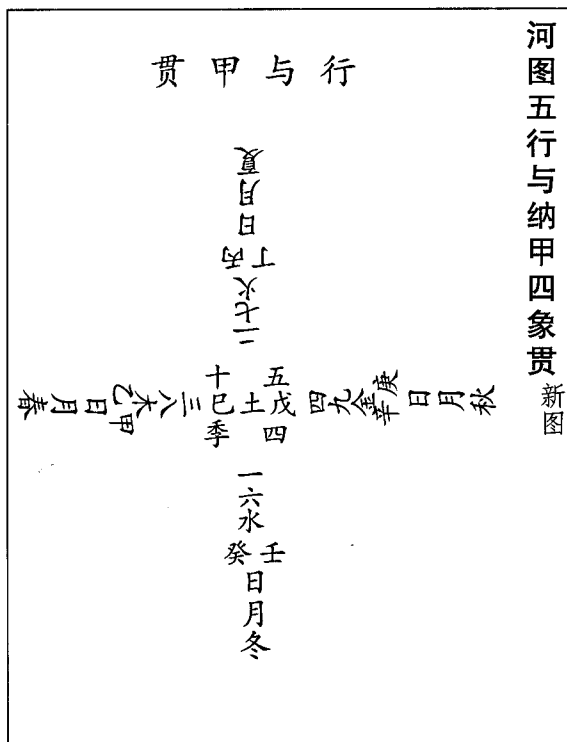 河图五行与纳甲四象贯
新图
贯甲与行
二七火
丙丁
日月夏
三八木
甲乙
日月春
五戊四
土
十巳季
四九金
庚辛
日月秋
一六水
壬癸
日月冬